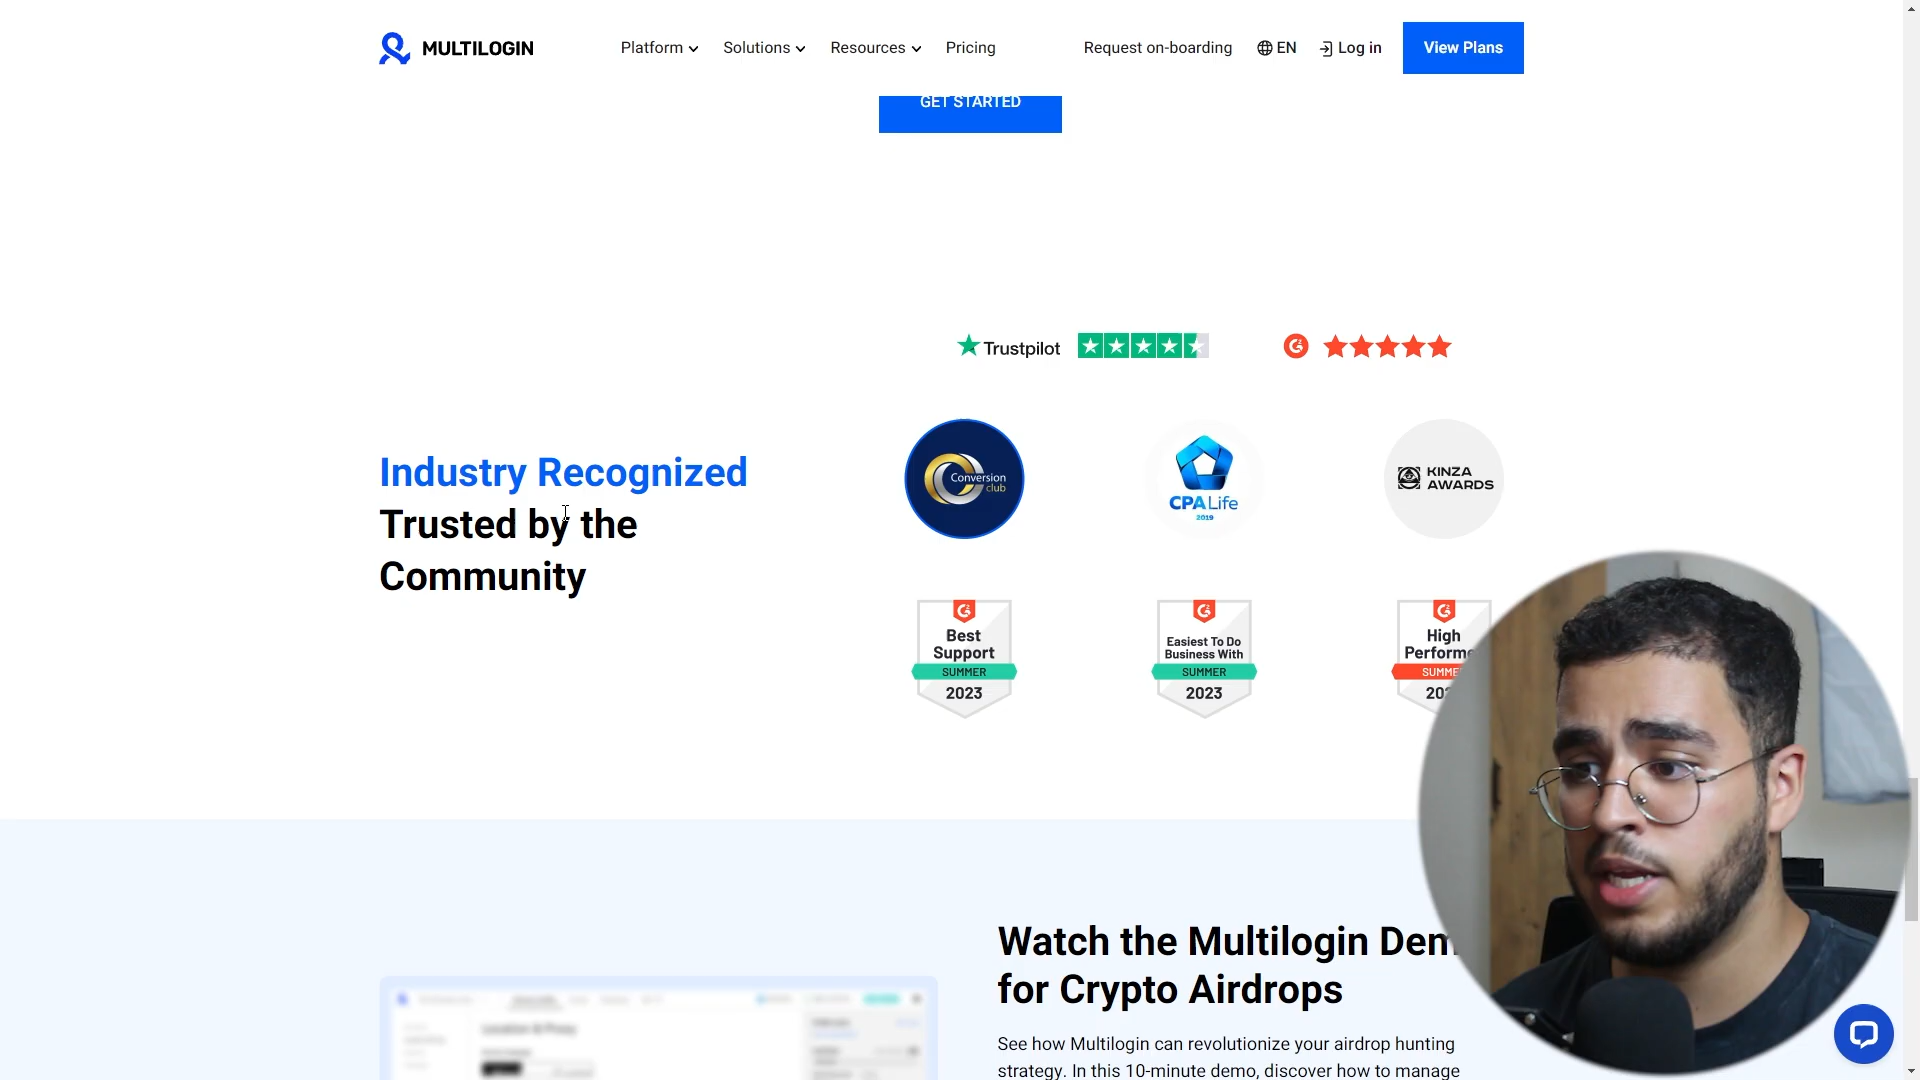 MULTILOGIN
Platform
Solutions
Resources
Pricing
Request on-boarding
EN
Log in
View Plans
GET STARTED
Trustpilot
Industry Recognized
Trusted by the
Community
Conversion
club
CPA Life
2019
KINZA
AWARDS
Best
Support
SUMMER
2023
Easiest To Do
Business With
SUMMER
2023
High
Watch the Multilogin
for Crypto Airdrops
See how Multilogin can revolutionize your airdrop hunting
strategy. In this 10-minute demo, discover how to manage